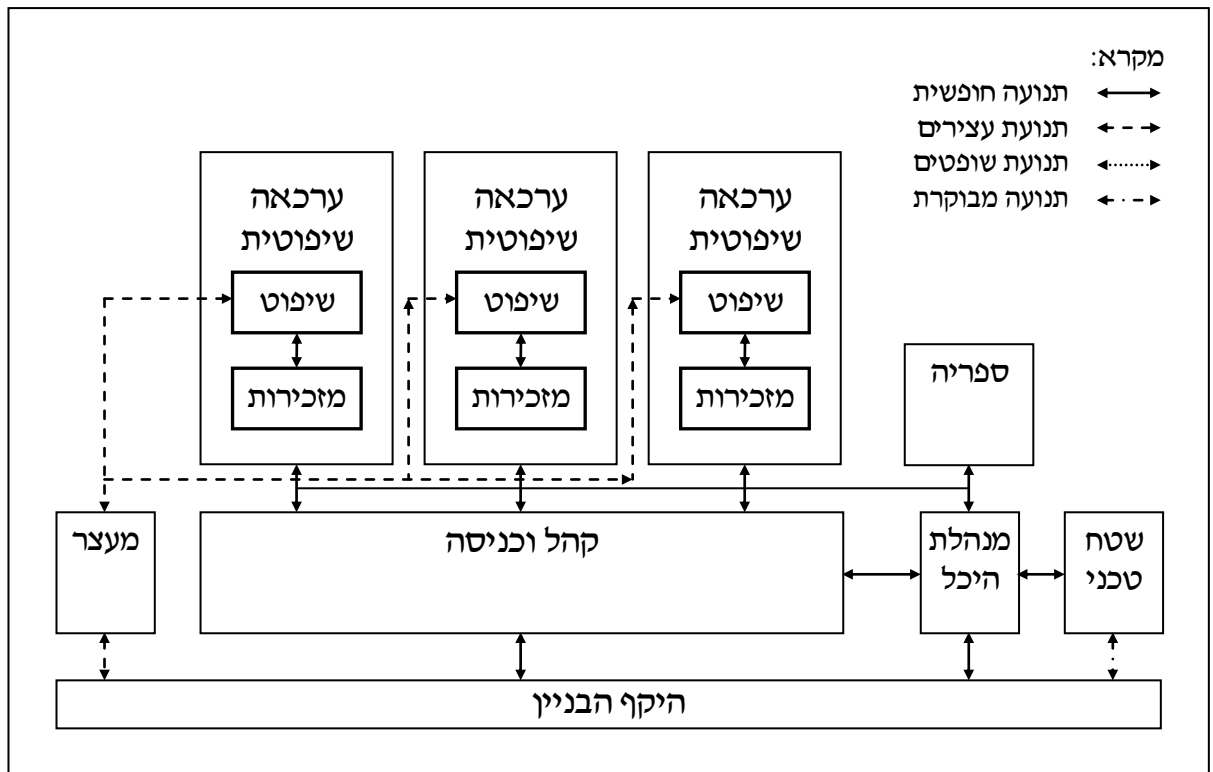 מקרא:
תנועה חופשית
תנועת עצירים
תנועת שופטים
תנועה מבוקרת
ערכאה
שיפוטית
שיפוט
מזכירות
ערכאה
שיפוטית
שיפוט
מזכירות
ערכאה
שיפוטית
שיפוט
מזכירות
ספריה
שטח
טכני
מנהלת
היכל
קהל וכניסה
מעצר
היקף הבניין